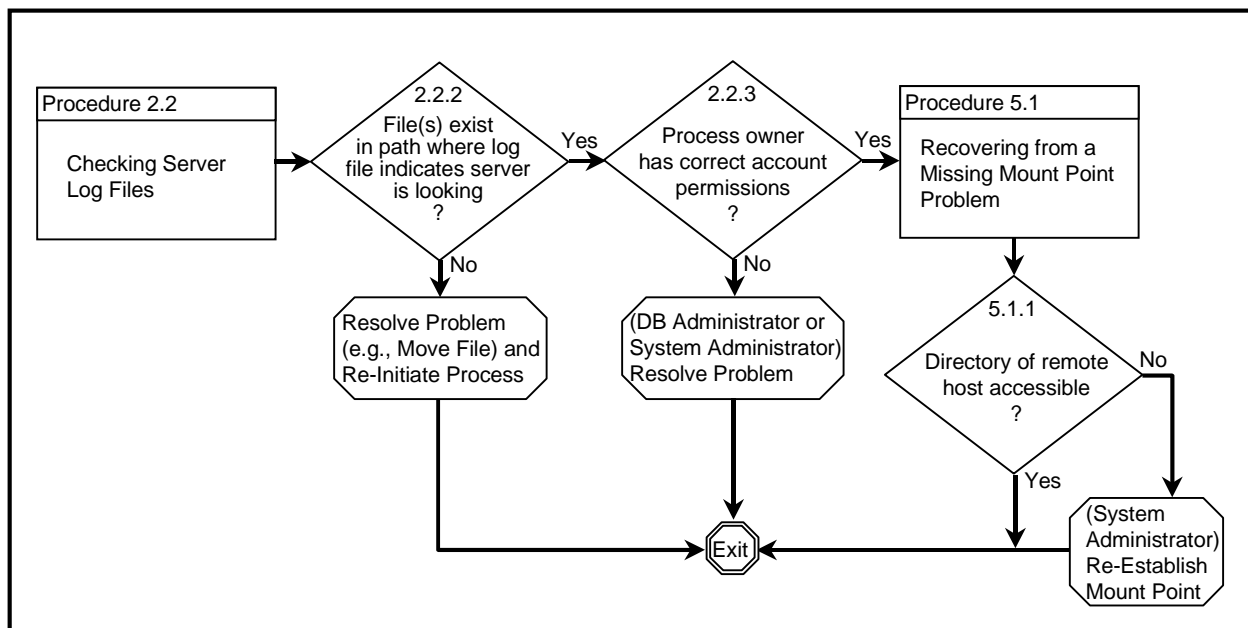 Procedure 2.2
Checking Server
Log Files
2.2.2
File(s) exist
in path where log
file indicates server
is looking
?
Yes
No
2.2.3
Process owner
has correct account
permissions
?
Yes
No
Procedure 5.1
Recovering from a
Missing Mount Point
Problem
Resolve Problem
(e.g., Move File) and
Re-Initiate Process
(DB Administrator or
System Administrator)
Resolve Problem
5.1.1
Directory of remote
host accessible
?
No
Yes
Exit
(System
Administrator)
Re-Establish
Mount Point